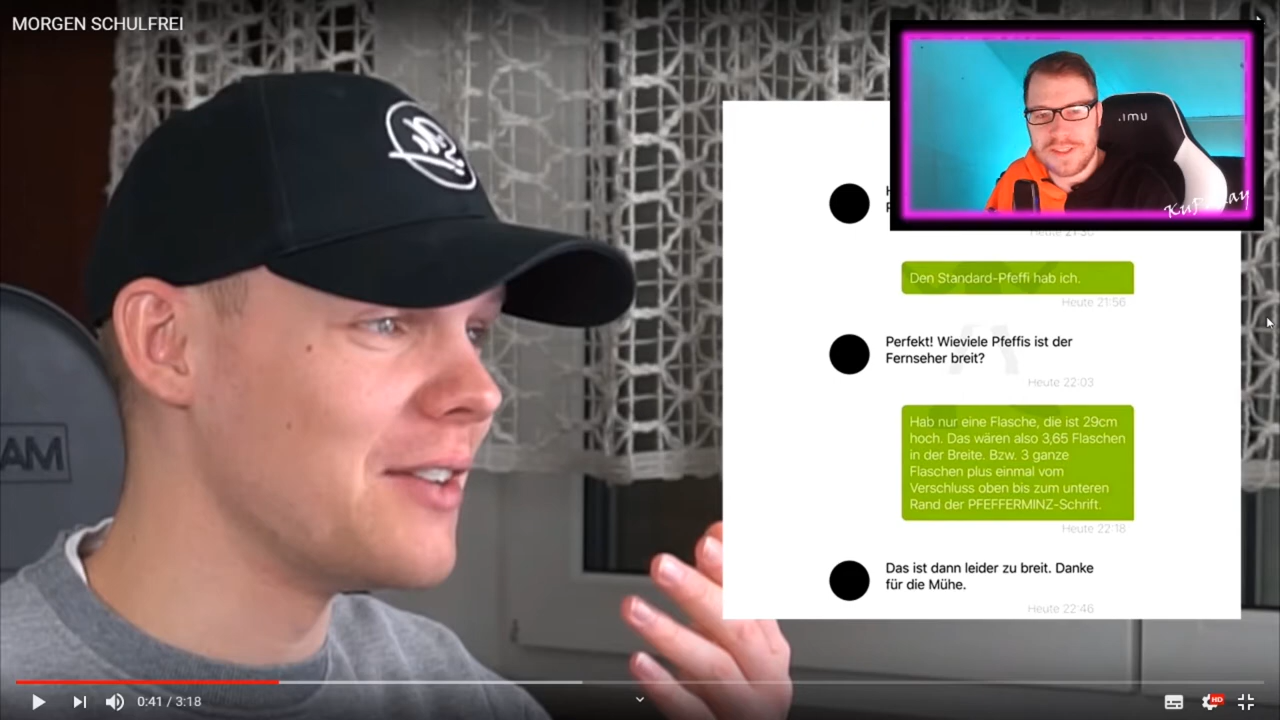 MORGEN SCHULFREI
.IMU
Heute 21:50
Den Standard-Pfeffi hab ich.
Heute 21:56
Perfekt! Wieviele Pfeffis ist der
Fernseher breit?
Heute 22:03
Hab nur eine Flasche, die ist 29cm
hoch. Das wären also 3,65 Flaschen
in der Breite. Bzw. 3 ganze
Flaschen plus einmal vom
Verschluss oben bis zum unteren
Rand der PFEFFERMINZ-Schrift.
Heute 22:18
Das ist dann leider zu breit. Danke
für die Mühe.
Heute 22:46
AM
0:41 / 3:18
HD